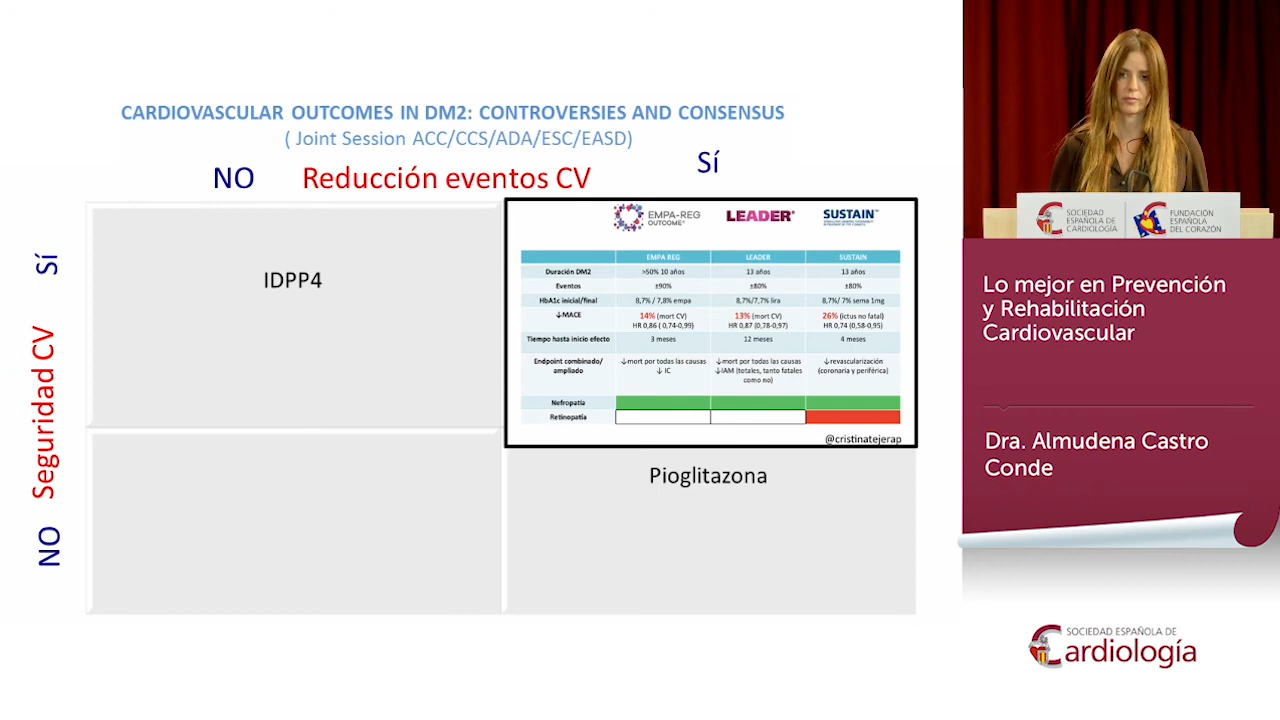 CARDIOVASCULAR OUTCOMES IN DM2: CONTROVERSIES AND CONSENSUS
( Joint Session ACC/CCS/ADA/ESC/EASD)
NO Reducción eventos CV Sí
Sí
Seguridad CV
NO
IDPP4
EMPA-REG OUTCOME® LEADER® SUSTAIN™
EMPA REG LEADER SUSTAIN
Duración DM2 >50% 10 años 13 años 13 años
Eventos ±90% ±80% ±80%
HbA1c inicial/final 8,7% / 7,8% empa 8,7%/7,7% lira 8,7%/ 7% sema 1mg
↓MACE 14% (mort CV) 13% (mort CV) 26% (ictus no fatal)
HR 0,86 ( 0,74-0,99) HR 0,87 (0,78-0,97) HR 0,74 (0,58-0,95)
Tiempo hasta inicio efecto 3 meses 12 meses 4 meses
Endpoint combinado/ ↓mort por todas las causas ↓mort por todas las causas ↓revascularización
ampliado ↓ IC ↓IAM (totales, tanto fatales (coronaria y periférica)
como no)
Nefropatía
Retinopatía
@cristinatejerap
Pioglitazona
SOCIEDAD
ESPAÑOLA DE
CARDIOLOGÍA
FUNDACIÓN
ESPAÑOLA
DEL CORAZÓN
Lo mejor en Prevención
y Rehabilitación
Cardiovascular
Dra. Almudena Castro
Conde
SOCIEDAD ESPAÑOLA DE
Cardiología